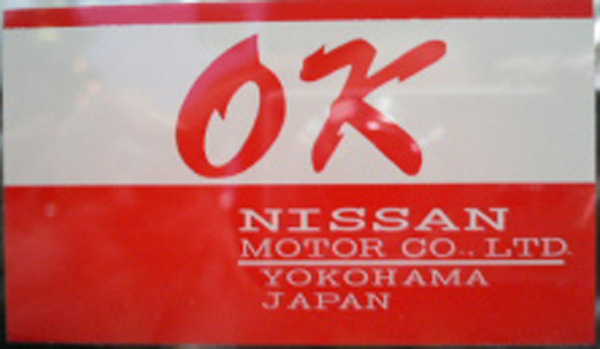 OK
NISSAN
MOTOR CO., LTD.
YOKOHAMA
JAPAN